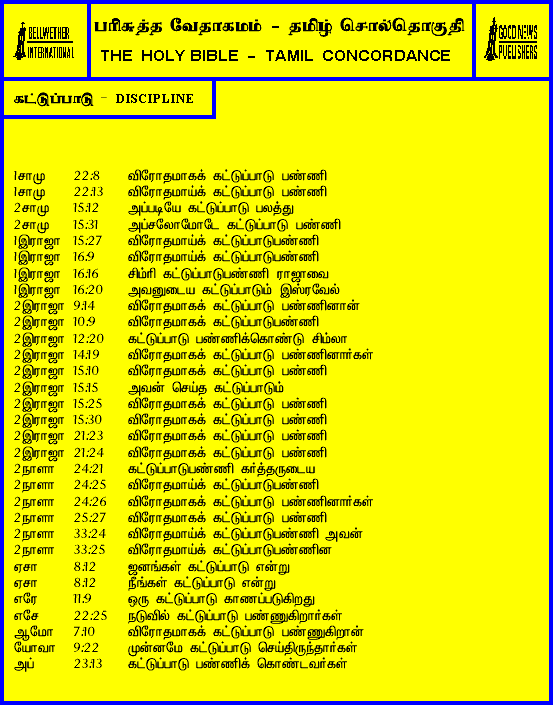 BELLWETHER
INTERNATIONAL
பரிசுத்த வேதாகமம் - தமிழ் சொல்தொகுதி
THE HOLY BIBLE - TAMIL CONCORDANCE
GOOD NEWS
PUBLISHERS
கட்டுப்பாடு - DISCIPLINE
1சாமு 22:8 விரோதமாகக் கட்டுப்பாடு பண்ணி
1சாமு 22:13 விரோதமாய்க் கட்டுப்பாடு பண்ணி
2சாமு 15:12 அப்படியே கட்டுப்பாடு பலத்து
2சாமு 15:31 அப்சலோமோடே கட்டுப்பாடு பண்ணி
1இராஜா 15:27 விரோதமாய்க் கட்டுப்பாடுபண்ணி
1இராஜா 16:9 விரோதமாய்க் கட்டுப்பாடு பண்ணி
1இராஜா 16:16 சிம்ரி கட்டுப்பாடுபண்ணி ராஜாவை
1இராஜா 16:20 அவனுடைய கட்டுப்பாடும் இஸ்ரவேல்
2இராஜா 9:14 விரோதமாகக் கட்டுப்பாடு பண்ணினான்
2இராஜா 10:9 விரோதமாகக் கட்டுப்பாடுபண்ணி
2இராஜா 12:20 கட்டுப்பாடு பண்ணிக்கொண்டு சிம்லா
2இராஜா 14:19 விரோதமாகக் கட்டுப்பாடு பண்ணினார்கள்
2இராஜா 15:10 விரோதமாகக் கட்டுப்பாடு பண்ணி
2இராஜா 15:15 அவன் செய்த கட்டுப்பாடும்
2இராஜா 15:25 விரோதமாகக் கட்டுப்பாடு பண்ணி
2இராஜா 15:30 விரோதமாகக் கட்டுப்பாடு பண்ணி
2இராஜா 21:23 விரோதமாகக் கட்டுப்பாடு பண்ணி
2இராஜா 21:24 விரோதமாகக் கட்டுப்பாடு பண்ணி
2நாளா 24:21 கட்டுப்பாடுபண்ணி கர்த்தருடைய
2நாளா 24:25 விரோதமாய்க் கட்டுப்பாடுபண்ணி
2நாளா 24:26 விரோதமாகக் கட்டுப்பாடு பண்ணினார்கள்
2நாளா 25:27 விரோதமாகக் கட்டுப்பாடு பண்ணி
2நாளா 33:24 விரோதமாய்க் கட்டுப்பாடுபண்ணி அவன்
2நாளா 33:25 விரோதமாய்க் கட்டுப்பாடுபண்ணின
ஏசா 8:12 ஜனங்கள் கட்டுப்பாடு என்று
ஏசா 8:12 நீங்கள் கட்டுப்பாடு என்று
எரே 11:9 ஒரு கட்டுப்பாடு காணப்படுகிறது
எசே 22:25 நடுவில் கட்டுப்பாடு பண்ணுகிறார்கள்
ஆமோ 7:10 விரோதமாகக் கட்டுப்பாடு பண்ணுகிறான்
யோவா 9:22 முன்னமே கட்டுப்பாடு செய்திருந்தார்கள்
அப் 23:13 கட்டுப்பாடு பண்ணிக் கொண்டவர்கள்